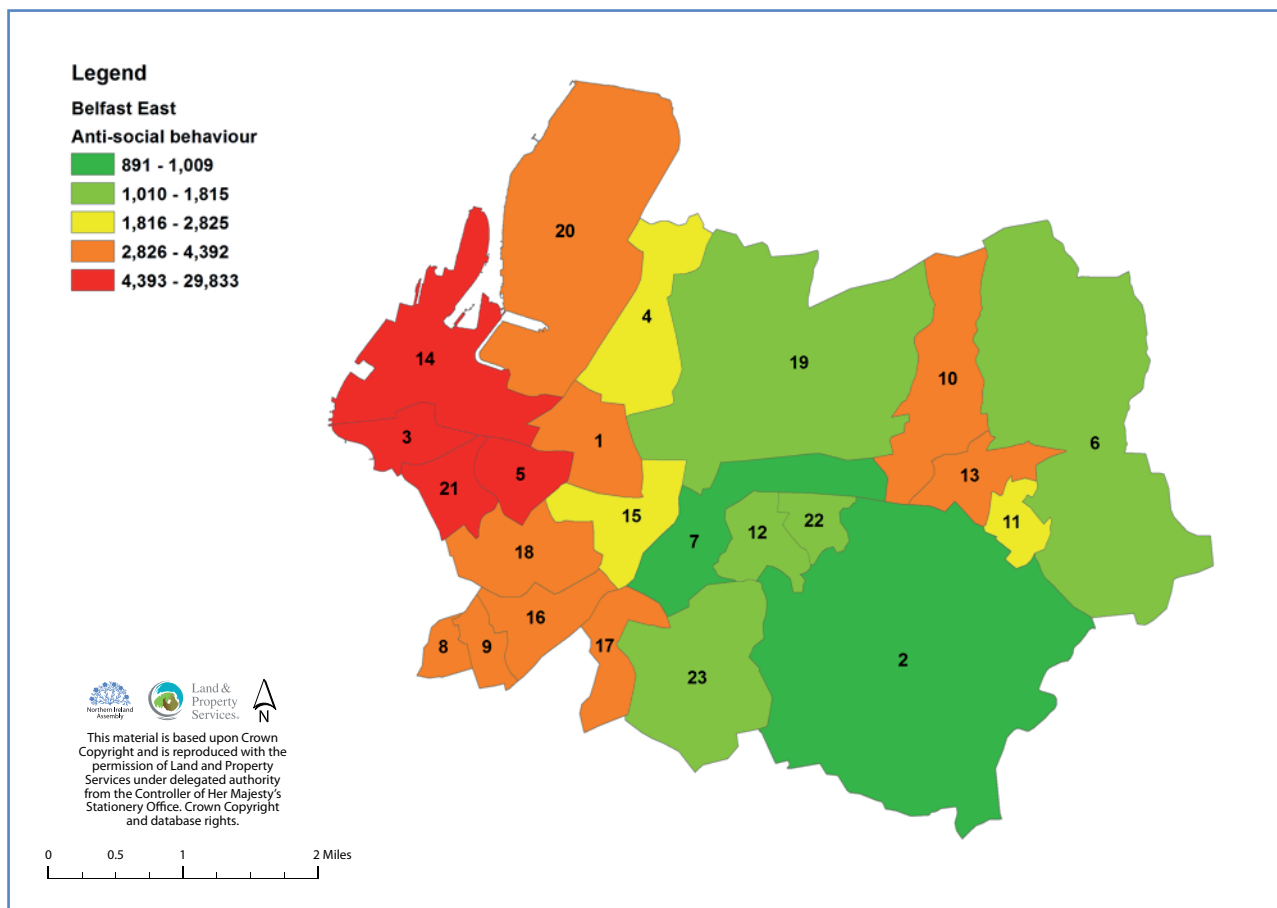 Legend
Belfast East
Anti-social behaviour
891 - 1,009
1,010 - 1,815
1,816 - 2,825
2,826 - 4,392
4,393 - 29,833
20
4
14
19
10
3
1
6
5
13
21
15
11
22
12
7
18
16
8
9
17
2
23
Northern Ireland
Assembly
Land &
Property
Services.
N
This material is based upon Crown
Copyright and is reproduced with the
permission of Land and Property
Services under delegated authority
from the Controller of Her Majesty's
Stationery Office. Crown Copyright
and database rights.
0 0.5 1 2 Miles